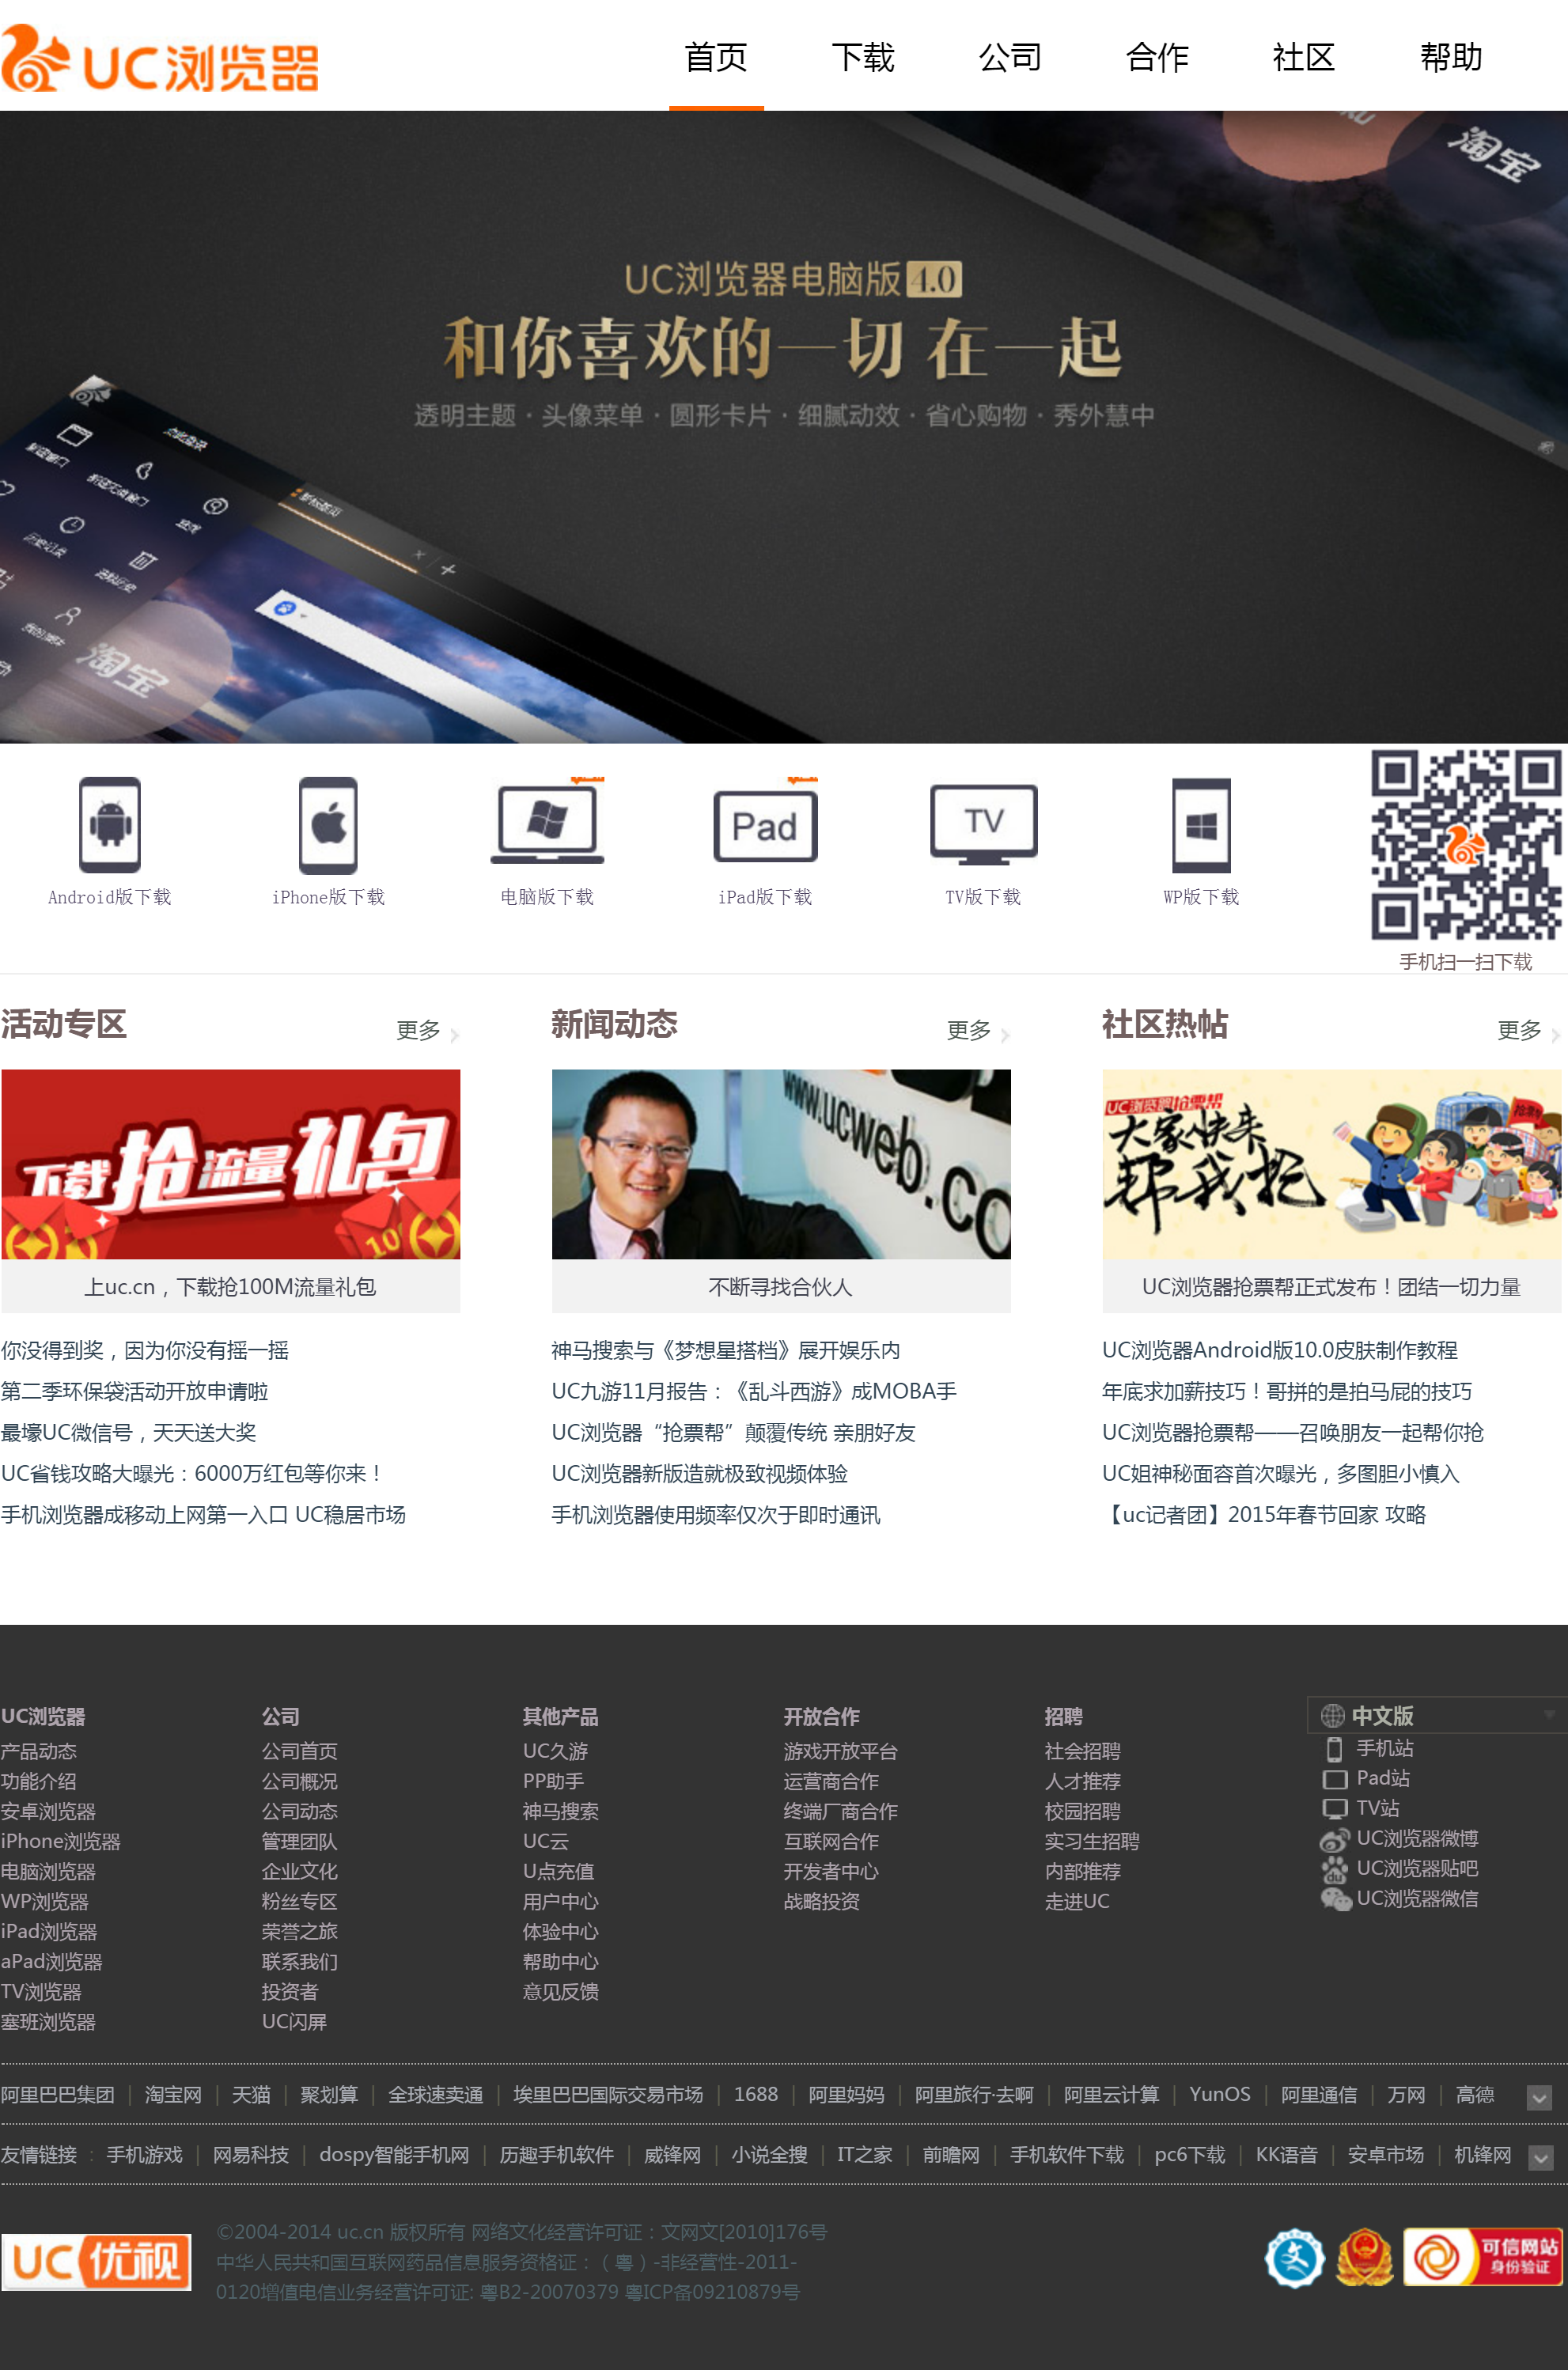 UC浏览器
首页 下载 公司 合作 社区 帮助
淘宝
UC浏览器电脑版4.0
和你喜欢的一切 在一起
透明主题·头像菜单·圆形卡片·细腻动效·省心购物·秀外慧中
淘宝
Pad
TV
Android版下载 iPhone版下载 电脑版下载 iPad版下载 TV版下载 WP版下载
手机扫一扫下载
活动专区 更多
下载抢流量礼包
上uc.cn，下载抢100M流量礼包
你没得到奖，因为你没有摇一摇
第二季环保袋活动开放申请啦
最壕UC微信号，天天送大奖
UC省钱攻略大曝光：6000万红包等你来！
手机浏览器成移动上网第一入口 UC稳居市场
新闻动态 更多
www.ucweb.co
不断寻找合伙人
神马搜索与《梦想星搭档》展开娱乐内
UC九游11月报告：《乱斗西游》成MOBA手
UC浏览器“抢票帮”颠覆传统 亲朋好友
UC浏览器新版造就极致视频体验
手机浏览器使用频率仅次于即时通讯
社区热帖 更多
UC浏览器抢票帮
大家快来
帮我抢
UC浏览器抢票帮正式发布！团结一切力量
UC浏览器Android版10.0皮肤制作教程
年底求加薪技巧！哥拼的是拍马屁的技巧
UC浏览器抢票帮——召唤朋友一起帮你抢
UC姐神秘面容首次曝光，多图胆小慎入
【uc记者团】2015年春节回家 攻略
UC浏览器
产品动态
功能介绍
安卓浏览器
iPhone浏览器
电脑浏览器
WP浏览器
iPad浏览器
aPad浏览器
TV浏览器
塞班浏览器
公司
公司首页
公司概况
公司动态
管理团队
企业文化
粉丝专区
荣誉之旅
联系我们
投资者
UC闪屏
其他产品
UC久游
PP助手
神马搜索
UC云
U点充值
用户中心
体验中心
帮助中心
意见反馈
开放合作
游戏开放平台
运营商合作
终端厂商合作
互联网合作
开发者中心
战略投资
招聘
社会招聘
人才推荐
校园招聘
实习生招聘
内部推荐
走进UC
中文版
手机站
Pad站
TV站
UC浏览器微博
UC浏览器贴吧
UC浏览器微信
阿里巴巴集团 | 淘宝网 | 天猫 | 聚划算 | 全球速卖通 | 埃里巴巴国际交易市场 | 1688 | 阿里妈妈 | 阿里旅行·去啊 | 阿里云计算 | YunOS | 阿里通信 | 万网 | 高德
友情链接 : 手机游戏 | 网易科技 | dospy智能手机网 | 历趣手机软件 | 威锋网 | 小说全搜 | IT之家 | 前瞻网 | 手机软件下载 | pc6下载 | KK语音 | 安卓市场 | 机锋网
UC优视
©2004-2014 uc.cn 版权所有 网络文化经营许可证：文网文[2010]176号
中华人民共和国互联网药品信息服务资格证：（粤）-非经营性-2011-
0120增值电信业务经营许可证: 粤B2-20070379 粤ICP备09210879号
可信网站
身份验证